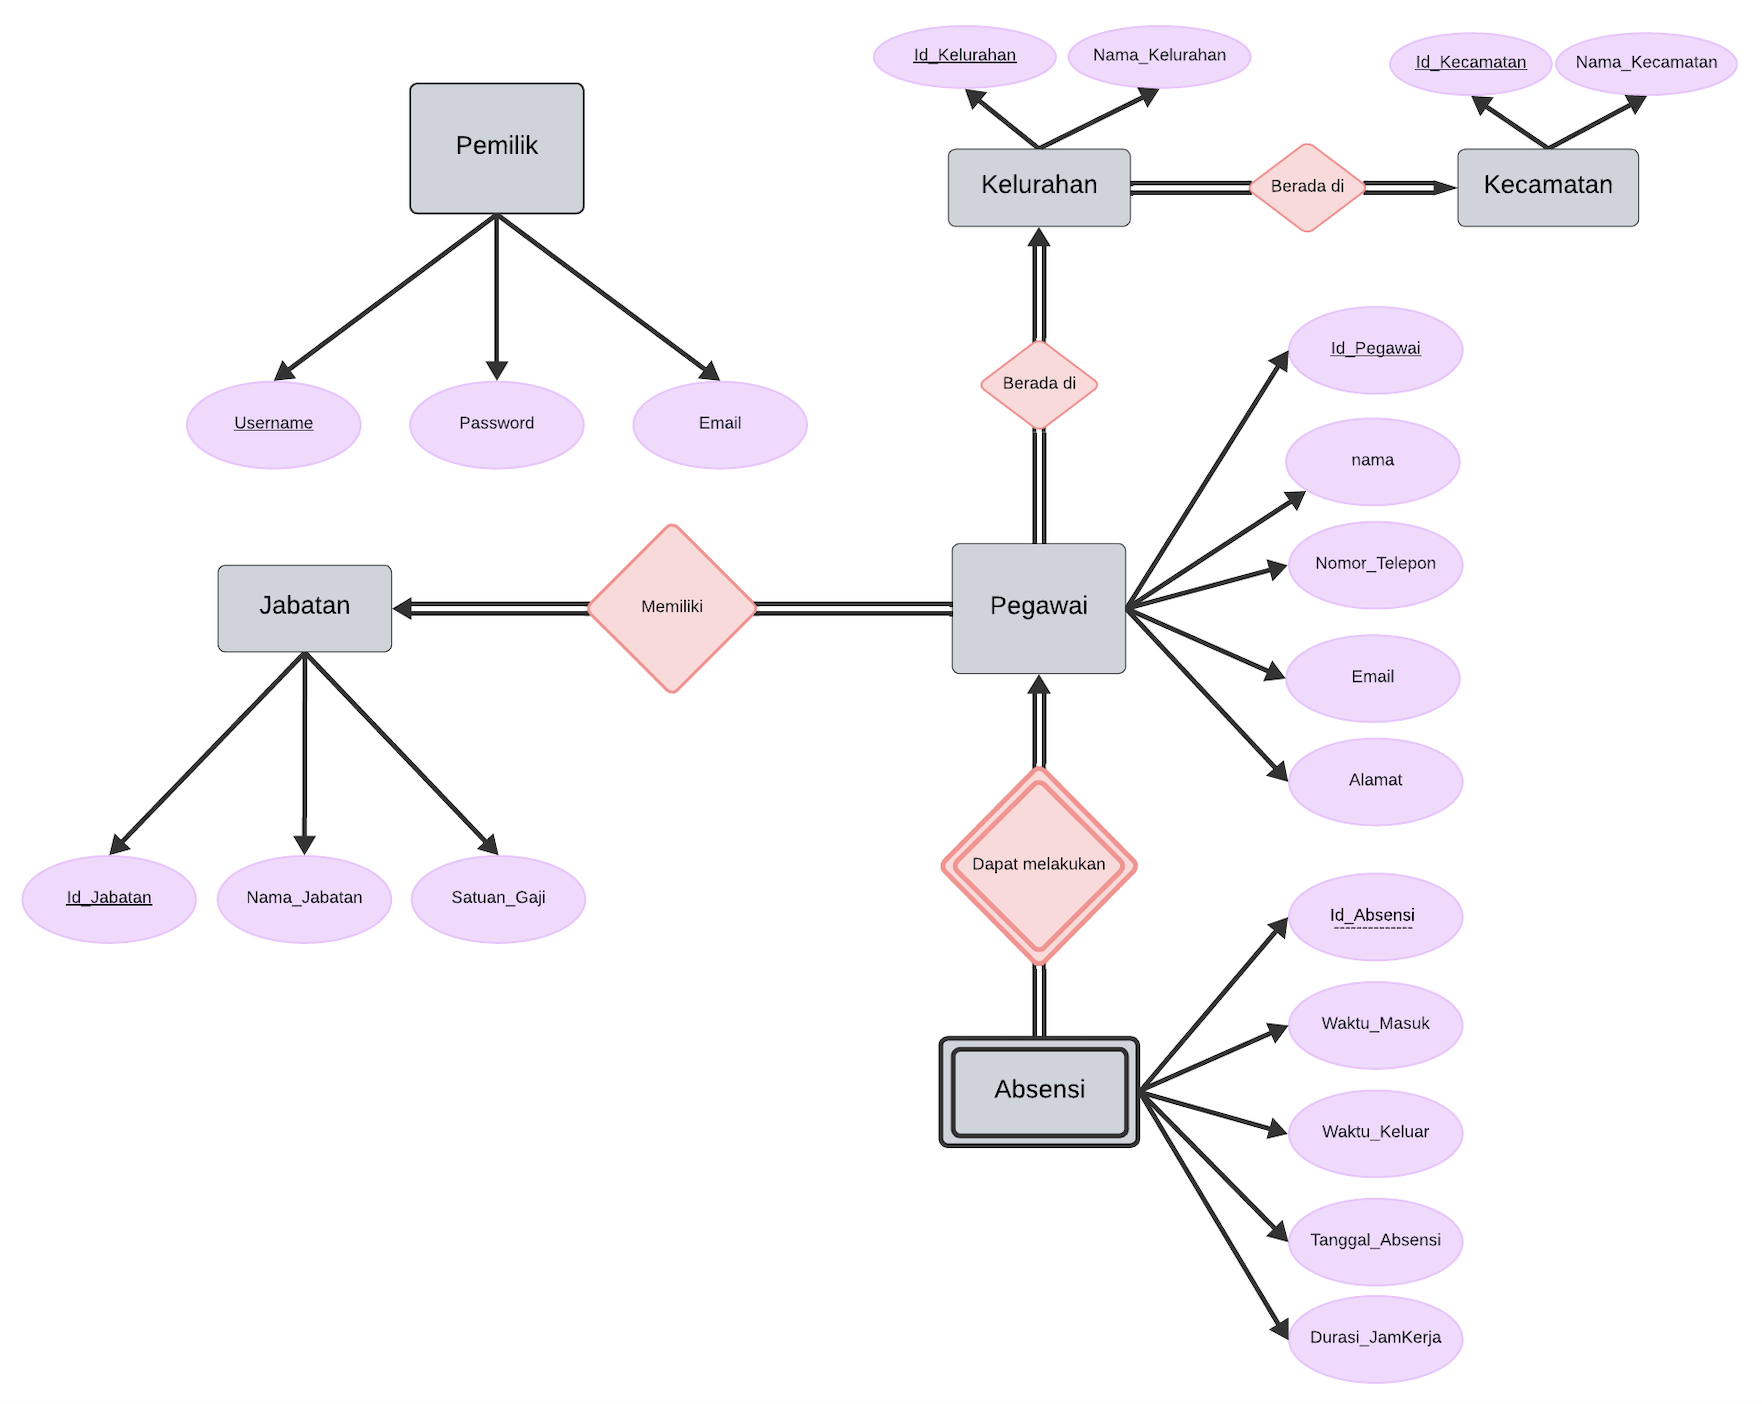 Id_Kelurahan
Nama_Kelurahan
Id_Kecamatan
Nama_Kecamatan
Pemilik
Kelurahan
Berada di
Kecamatan
Id_Pegawai
Berada di
Username
Password
Email
nama
Nomor_Telepon
Jabatan
Memiliki
Pegawai
Email
Alamat
Dapat melakukan
Id_Jabatan
Nama_Jabatan
Satuan_Gaji
Id_Absensi
Waktu_Masuk
Absensi
Waktu_Keluar
Tanggal_Absensi
Durasi_JamKerja